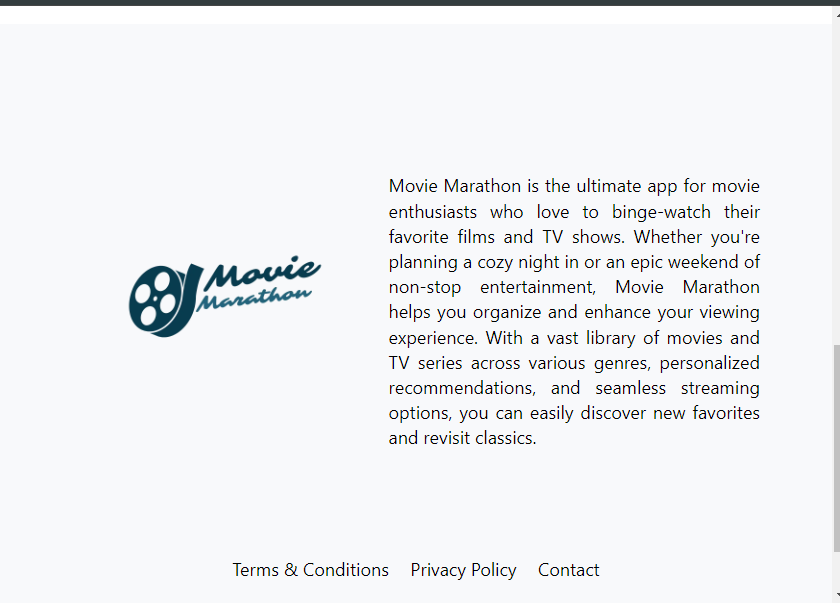 Movie
Marathon
Movie Marathon is the ultimate app for movie
enthusiasts who love to binge-watch their
favorite films and TV shows. Whether you're
planning a cozy night in or an epic weekend of
non-stop entertainment, Movie Marathon
helps you organize and enhance your viewing
experience. With a vast library of movies and
TV series across various genres, personalized
recommendations, and seamless streaming
options, you can easily discover new favorites
and revisit classics.
Terms & Conditions Privacy Policy Contact